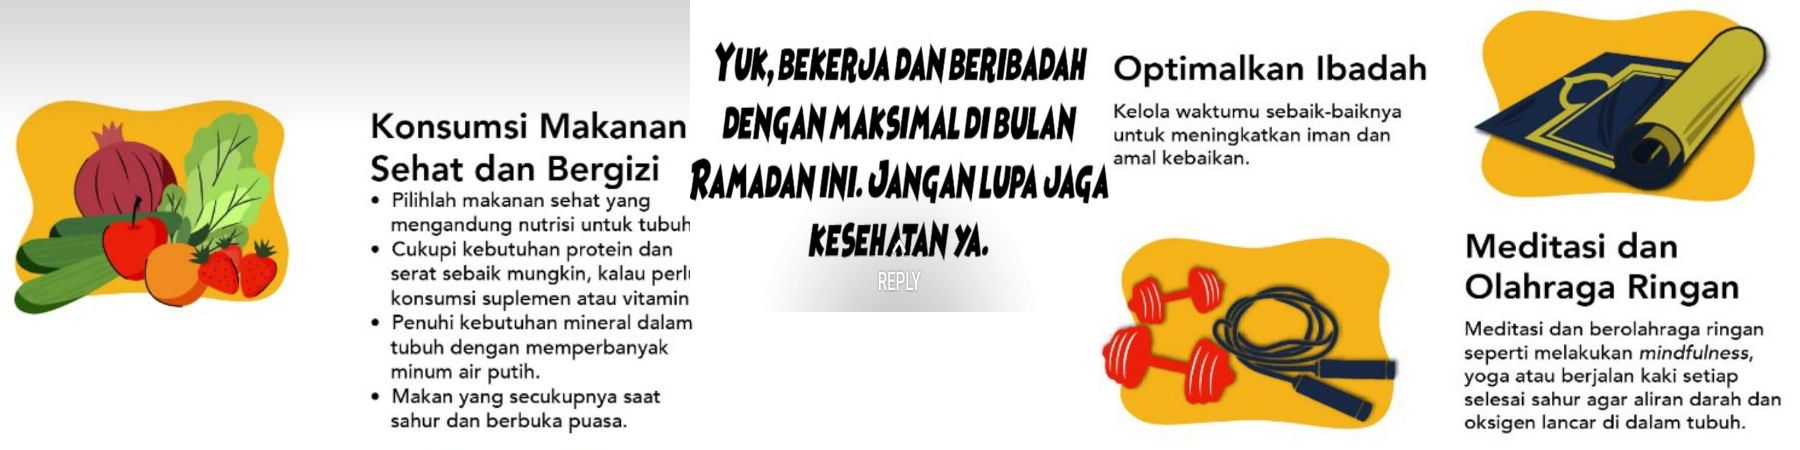 Konsumsi Makanan
Sehat dan Bergizi
• Pilihlah makanan sehat yang
mengandung nutrisi untuk tubuh
• Cukupi kebutuhan protein dan
serat sebaik mungkin, kalau perlu
konsumsi suplemen atau vitamin
• Penuhi kebutuhan mineral dalam
tubuh dengan memperbanyak
minum air putih.
• Makan yang secukupnya saat
sahur dan berbuka puasa.
YUK, BEKERJA DAN BERIBADAH
DENGAN MAKSIMAL DI BULAN
RAMADAN INI. JANGAN LUPA JAGA
KESEHATAN YA.
REPLY
Optimalkan Ibadah
Kelola waktumu sebaik-baiknya
untuk meningkatkan iman dan
amal kebaikan.
Meditasi dan
Olahraga Ringan
Meditasi dan berolahraga ringan
seperti melakukan mindfulness,
yoga atau berjalan kaki setiap
selesai sahur agar aliran darah dan
oksigen lancar di dalam tubuh.